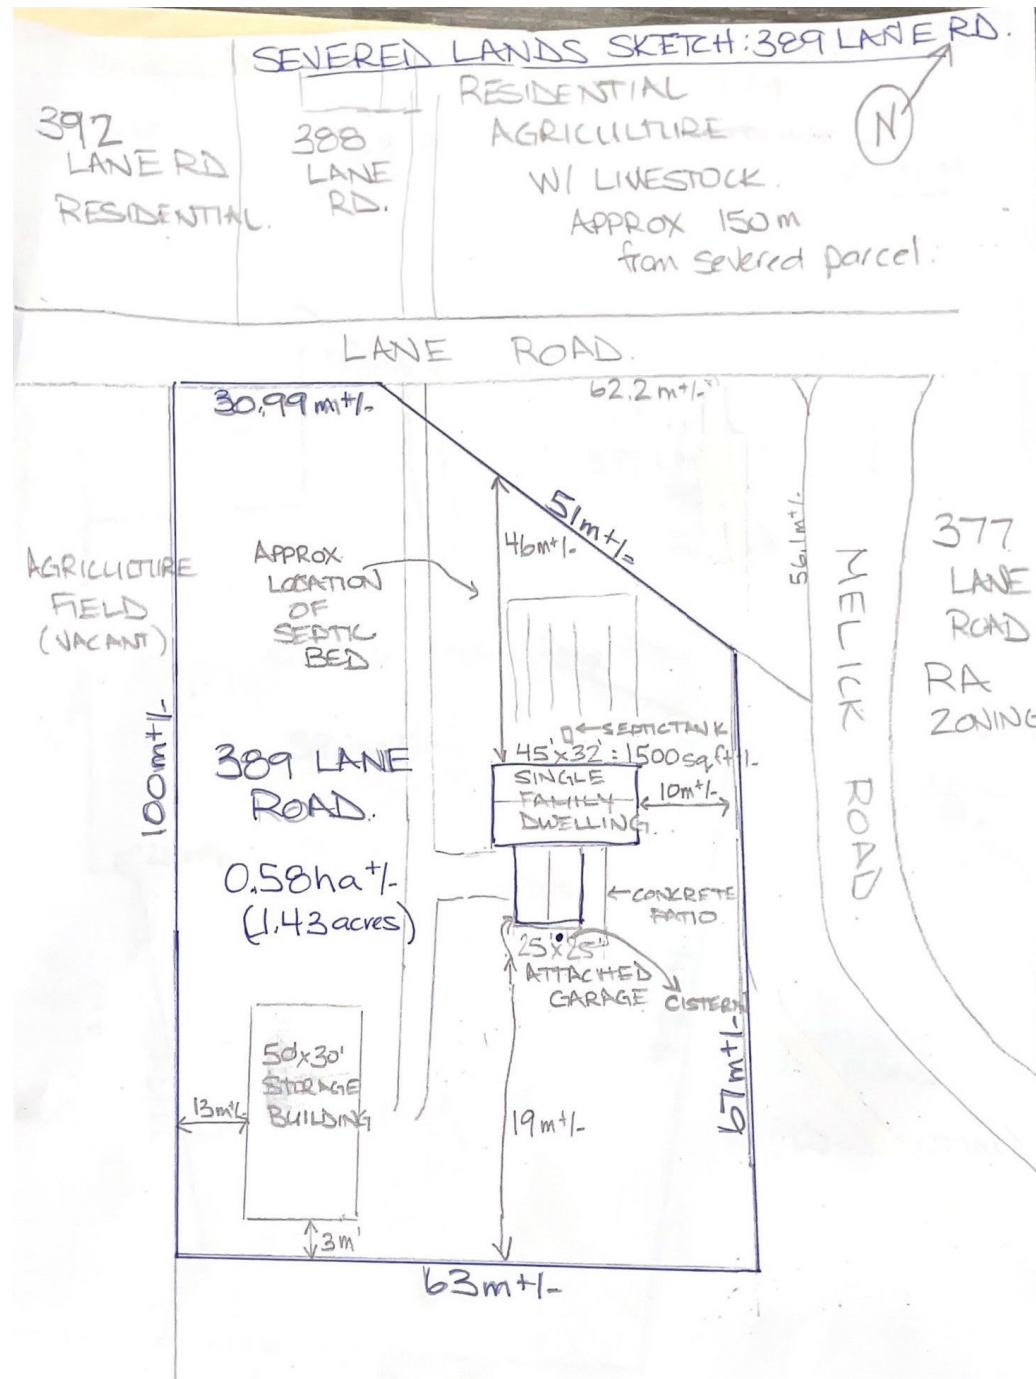 SEVERED LANDS SKETCH: 389 LANE RD.
N
392
LANE RD
RESIDENTIAL.
388
LANE
RD.
RESIDENTIAL
AGRICULTURE
W/ LIVESTOCK.
APPROX 150m
from severed parcel.
LANE ROAD.
30.99m+/-
62.2m+/-
51m+/-
46m+/-
56.1m+/-
AGRICULTURE
FIELD
(VACANT)
APPROX
LOCATION
OF
SEPTIC
BED
377
LANE
ROAD
RA
ZONING
MELICK ROAD
100m+/-
389 LANE
ROAD.
0.58ha+/-
(1.43 acres)
SEPTIC TANK
45'x32' = 1500sq.ft+/-
SINGLE
FAMILY
DWELLING
10m+/-
CONCRETE
PATIO
25'x25'
ATTACHED
GARAGE
CISTERN
67m+/-
50'x30'
STORAGE
BUILDING
13m+/-
19m+/-
3m'
63m+/-